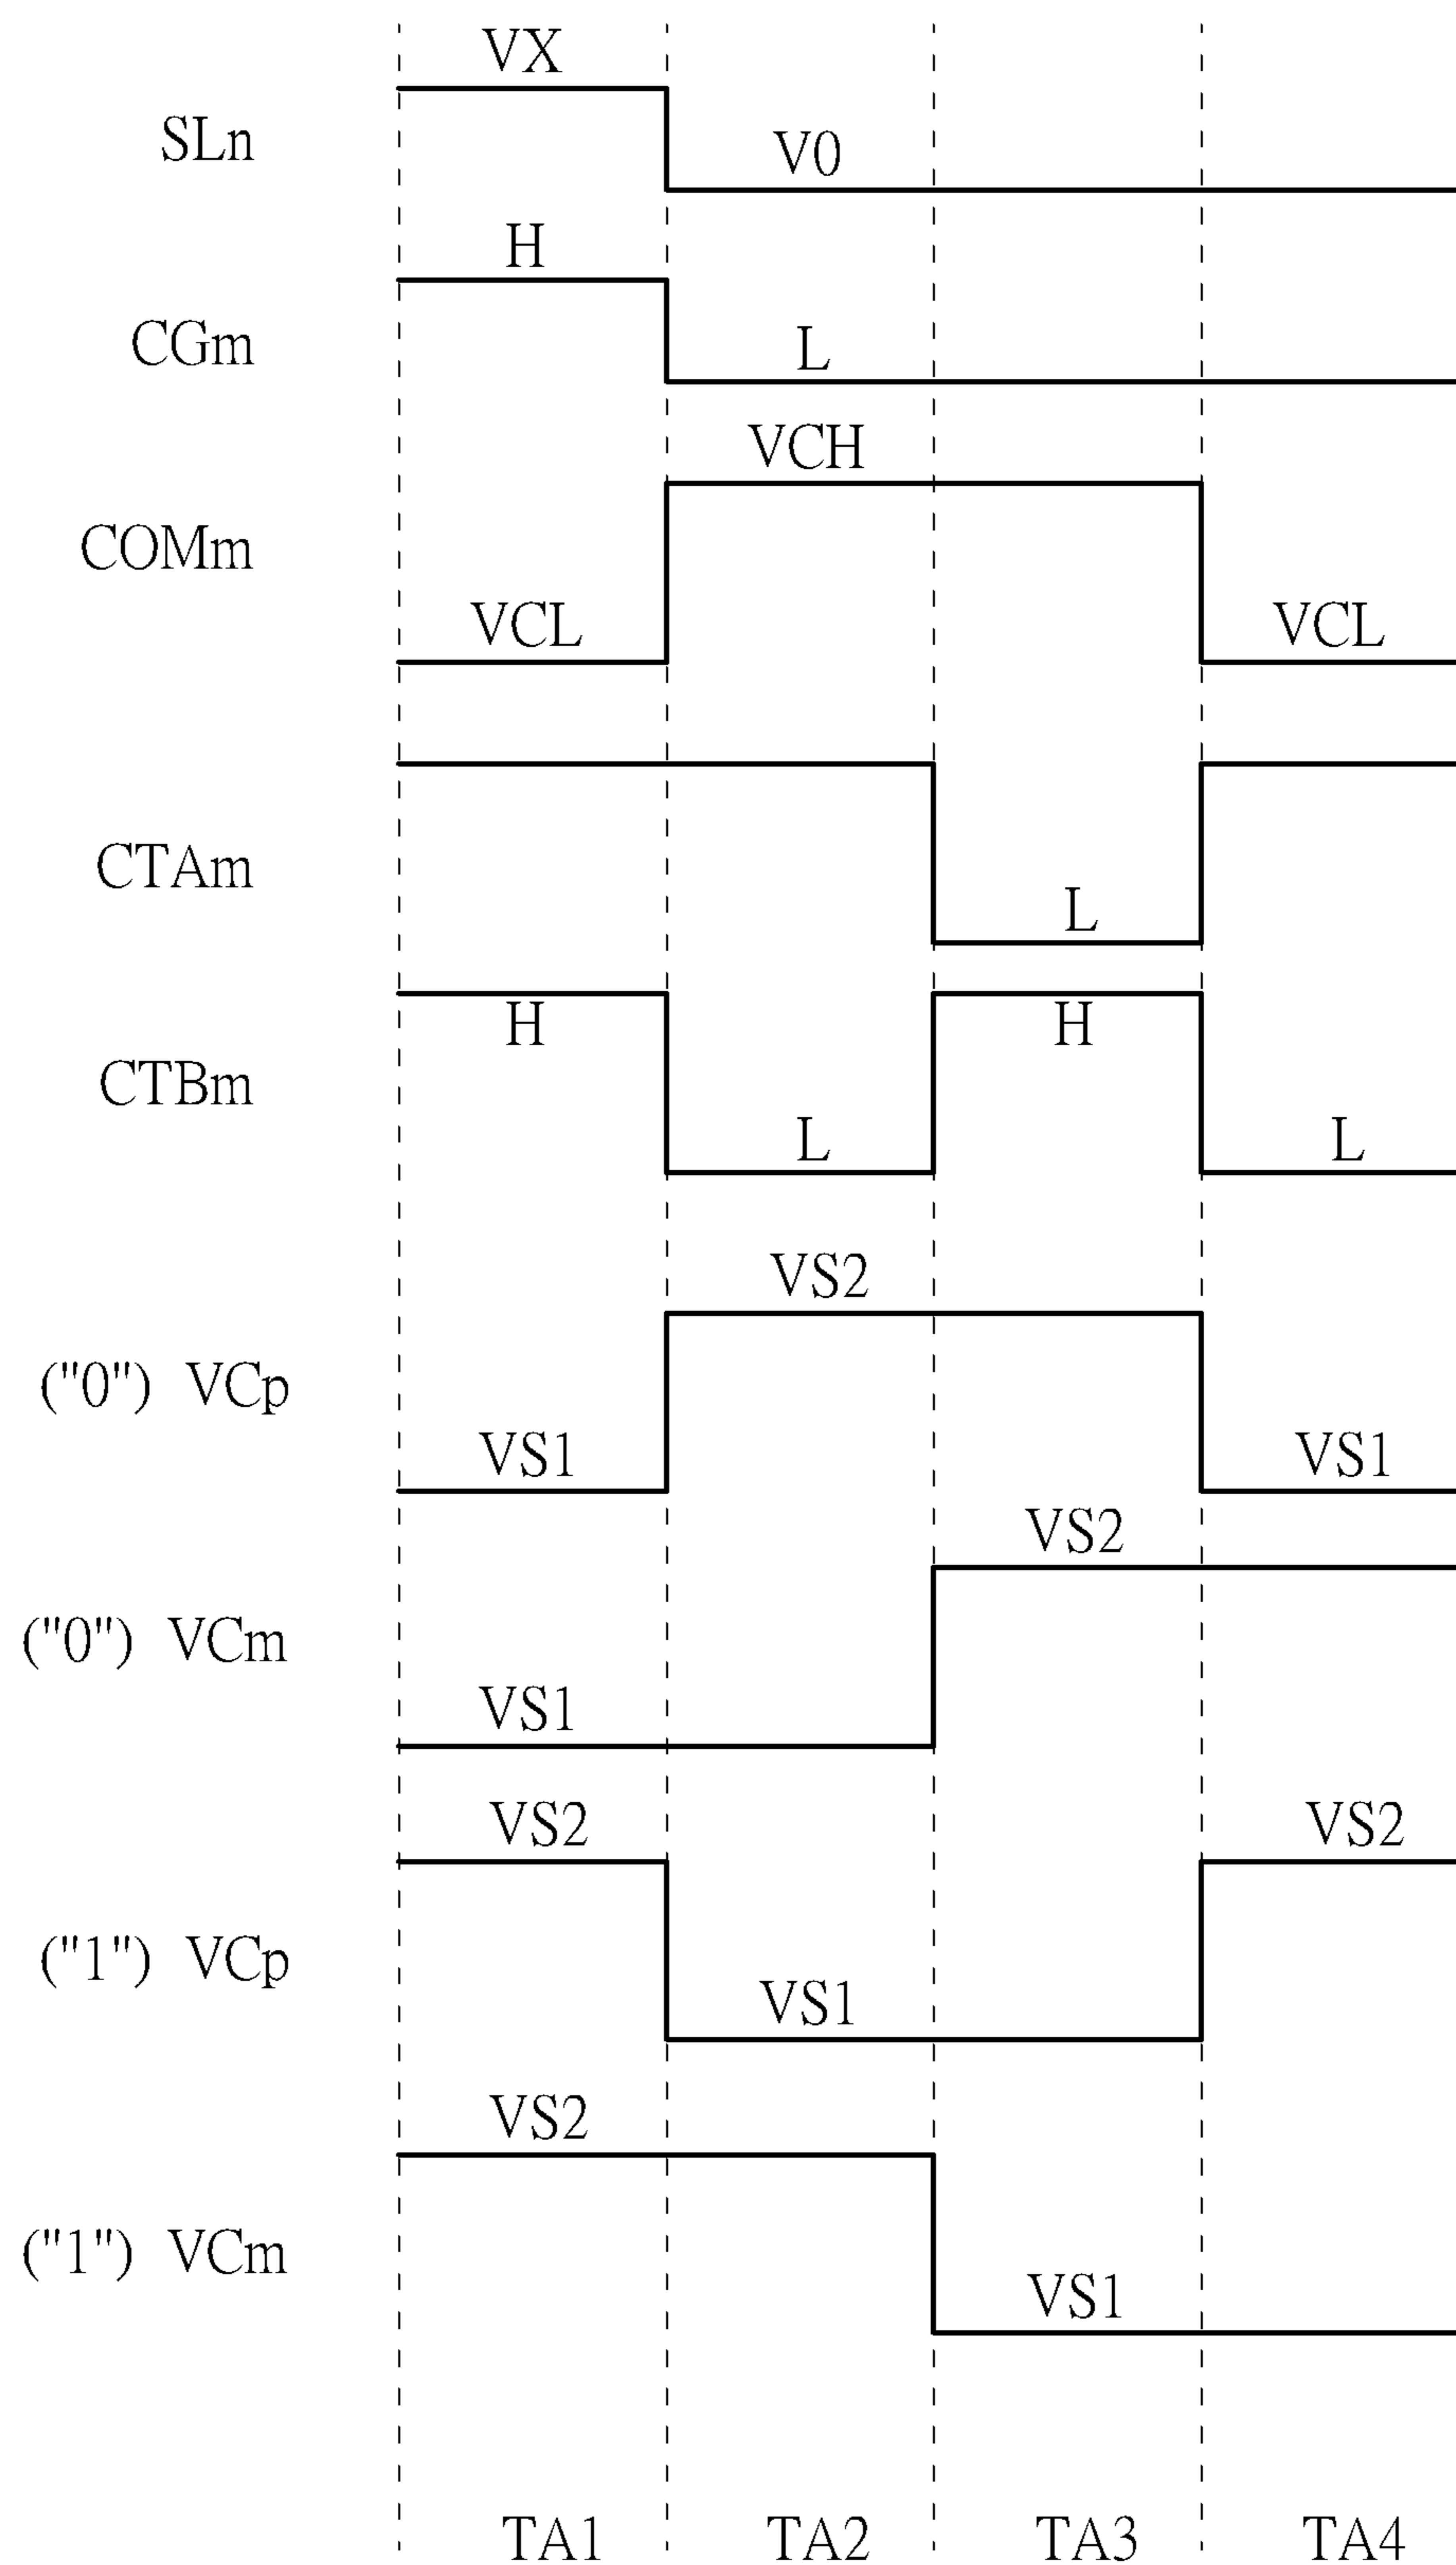 VX
SLn
V0
H
CGm
L
VCH
COMm
VCL VCL
CTAm
L
H H
CTBm
L L
VS2
("0") VCp
VS1 VS1
VS2
("0") VCm
VS1
VS2 VS2
("1") VCp
VS1
VS2
("1") VCm
VS1
TA1 TA2 TA3 TA4